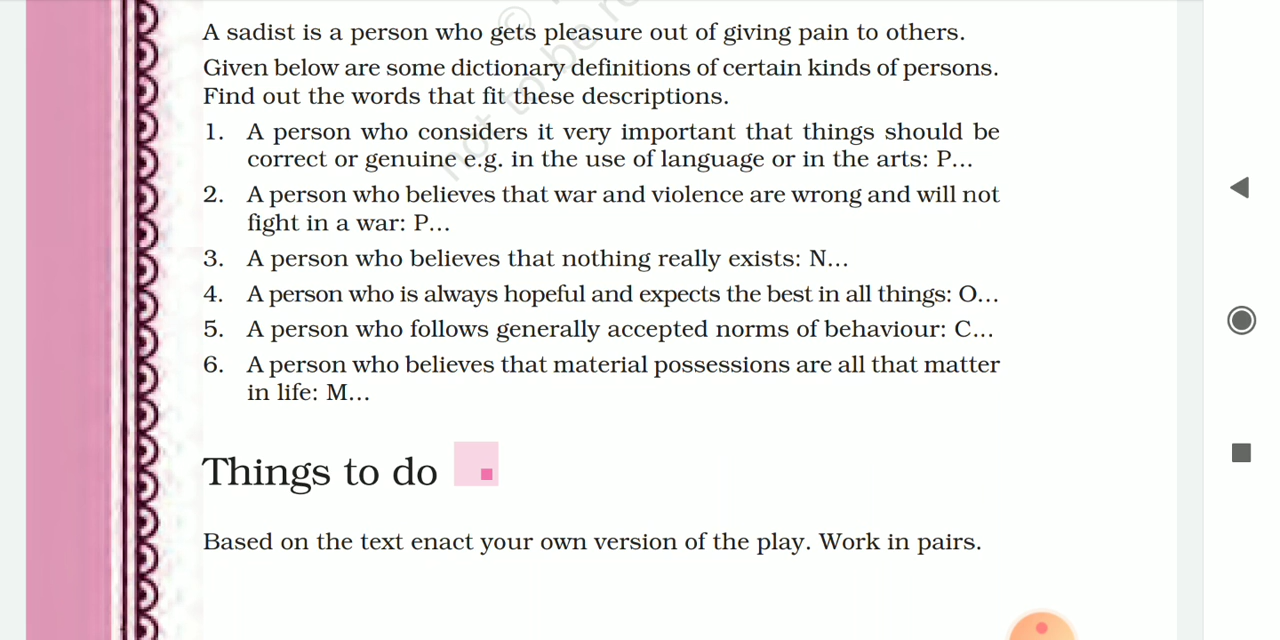 A sadist is a person who gets pleasure out of giving pain to others.
Given below are some dictionary definitions of certain kinds of persons.
Find out the words that fit these descriptions.
1. A person who considers it very important that things should be
correct or genuine e.g. in the use of language or in the arts: P...
2. A person who believes that war and violence are wrong and will not
fight in a war: P...
3. A person who believes that nothing really exists: N...
4. A person who is always hopeful and expects the best in all things: O...
5. A person who follows generally accepted norms of behaviour: C...
6. A person who believes that material possessions are all that matter
in life: M...
Things to do
Based on the text enact your own version of the play. Work in pairs.
©
not to be